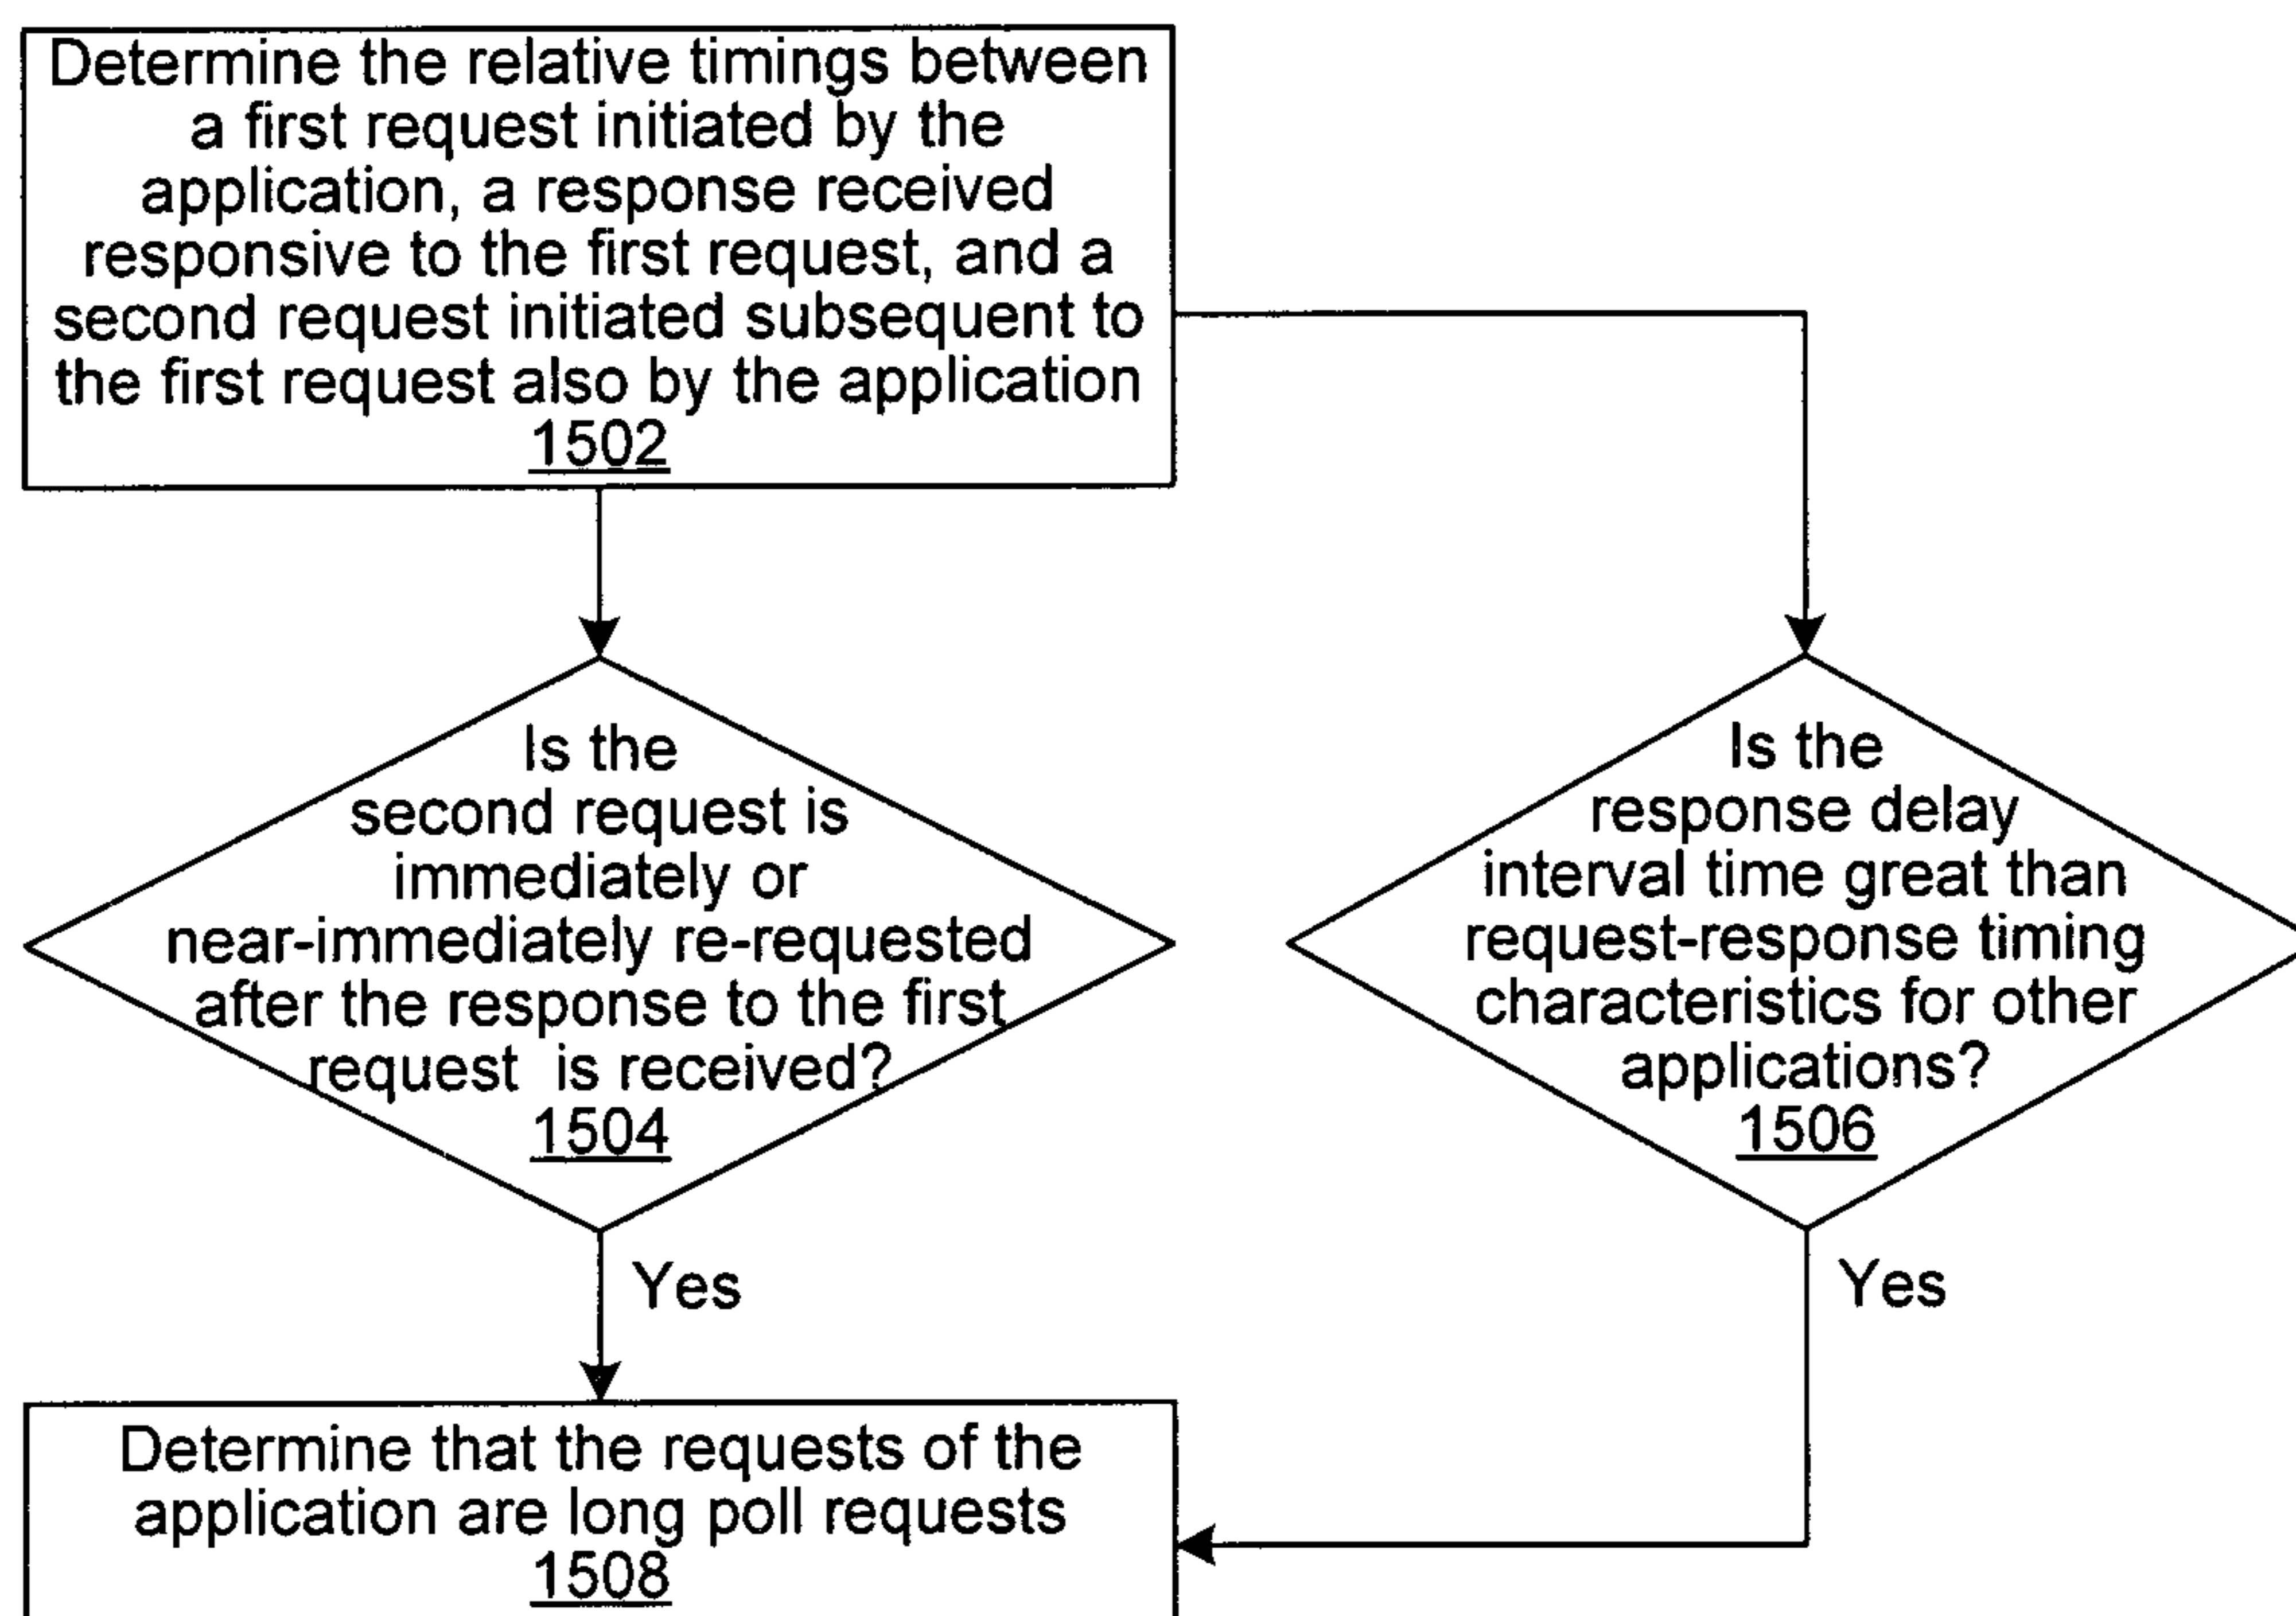 Determine the relative timings between
a first request initiated by the
application, a response received
responsive to the first request, and a
second request initiated subsequent to
the first request also by the application
1502
Is the
second request is
immediately or
near-immediately re-requested
after the response to the first
request is received?
1504
Yes
Is the
response delay
interval time great than
request-response timing
characteristics for other
applications?
1506
Yes
Determine that the requests of the
application are long poll requests
1508